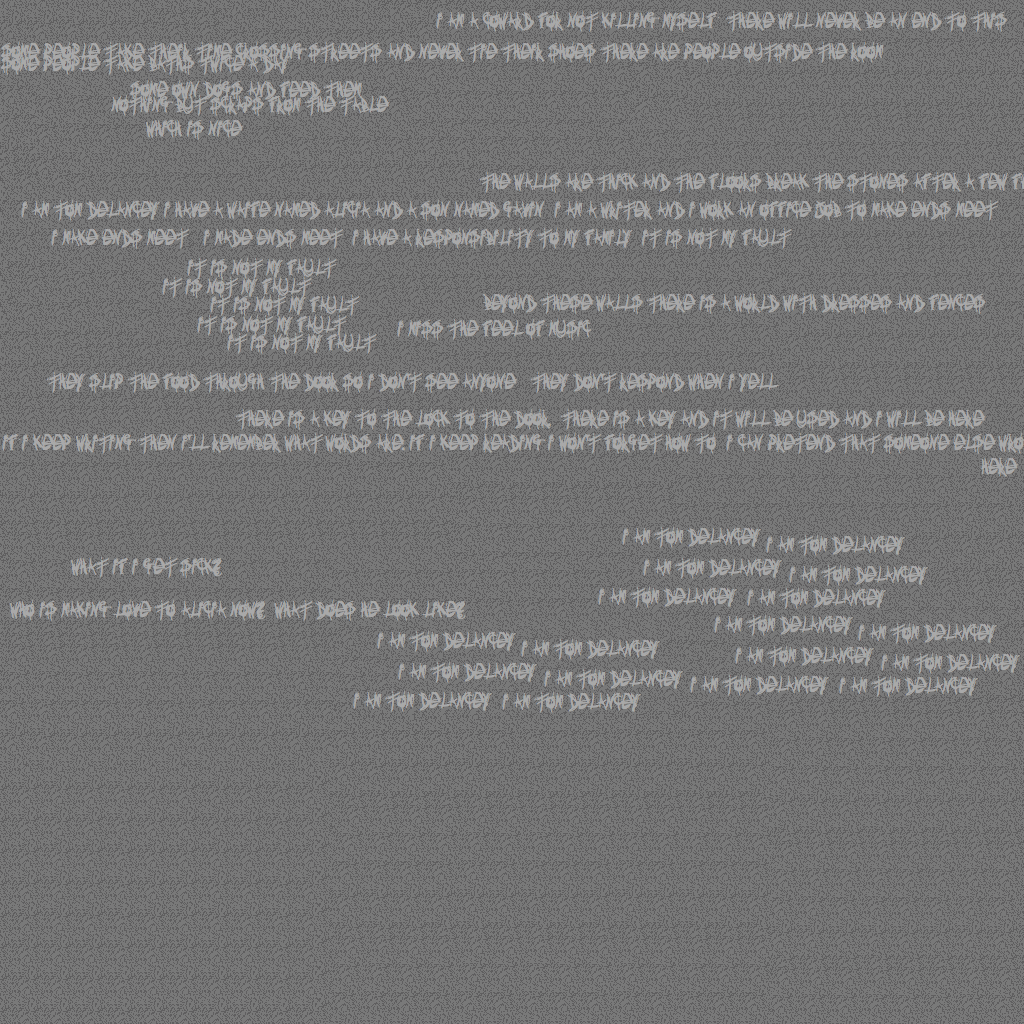 I AM A COWARD FOR NOT KILLING MYSELF THERE WILL NEVER BE AN END TO THIS
SOME PEOPLE TAKE THEIR TIME CROSSING STREETS AND NEVER TIE THEIR SHOES THERE ARE PEOPLE OUTSIDE THE ROOM
SOME PEOPLE TAKE BATHS TWICE A DAY
SOME OWN DOGS AND FEED THEM
NOTHING BUT SCRAPS FROM THE TABLE
WHICH IS NICE
THE WALLS ARE THICK AND THE FLOORS BREAK THE STONES AFTER A FEW
I AM TOM DELANCEY I HAVE A WIFE NAMED ALICIA AND A SON NAMED GAVIN I AM A WRITER AND I WORK AN OFFICE JOB TO MAKE ENDS MEET
I MAKE ENDS MEET I MADE ENDS MEET I HAVE A RESPONSIBILITY TO MY FAMILY IT IS NOT MY FAULT
IT IS NOT MY FAULT
IT IS NOT MY FAULT
IT IS NOT MY FAULT
BEYOND THESE WALLS THERE IS A WORLD WITH DRESSES AND FENCES
IT IS NOT MY FAULT
I MISS THE FEEL OF MUSIC
IT IS NOT MY FAULT
THEY SLIP THE FOOD THROUGH THE DOOR SO I DON'T SEE ANYONE THEY DON'T RESPOND WHEN I YELL
THERE IS A KEY TO THE LOCK TO THE DOOR THERE IS A KEY AND IT WILL BE USED AND I WILL BE HERE
IF I KEEP WRITING THEN I'LL REMEMBER WHAT WORDS ARE. IF I KEEP READING I WON'T FORGET HOW TO I CAN PRETEND THAT SOMEONE ELSE
HERE
I AM TOM DELANCEY I AM TOM DELANCEY
WHAT IF I GET SICK?
I AM TOM DELANCEY I AM TOM DELANCEY
I AM TOM DELANCEY I AM TOM DELANCEY
WHO IS MAKING LOVE TO ALICIA NOW? WHAT DOES HE LOOK LIKE?
I AM TOM DELANCEY I AM TOM DELANCEY
I AM TOM DELANCEY I AM TOM DELANCEY
I AM TOM DELANCEY I AM TOM DELANCEY
I AM TOM DELANCEY I AM TOM DELANCEY
I AM TOM DELANCEY I AM TOM DELANCEY
I AM TOM DELANCEY I AM TOM DELANCEY